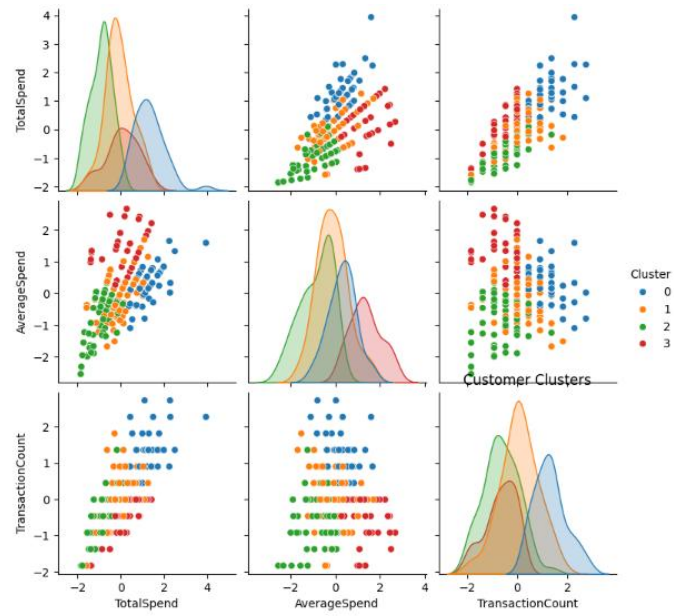 TotalSpend
4
3
2
1
0
−1
−2
AverageSpend
2
1
0
−1
−2
Cluster
0
1
2
3
Customer Clusters
TransactionCount
2
1
0
−1
−2
−2 0 2 4
−2 0 2 4
−2 0 2
TotalSpend AverageSpend TransactionCount